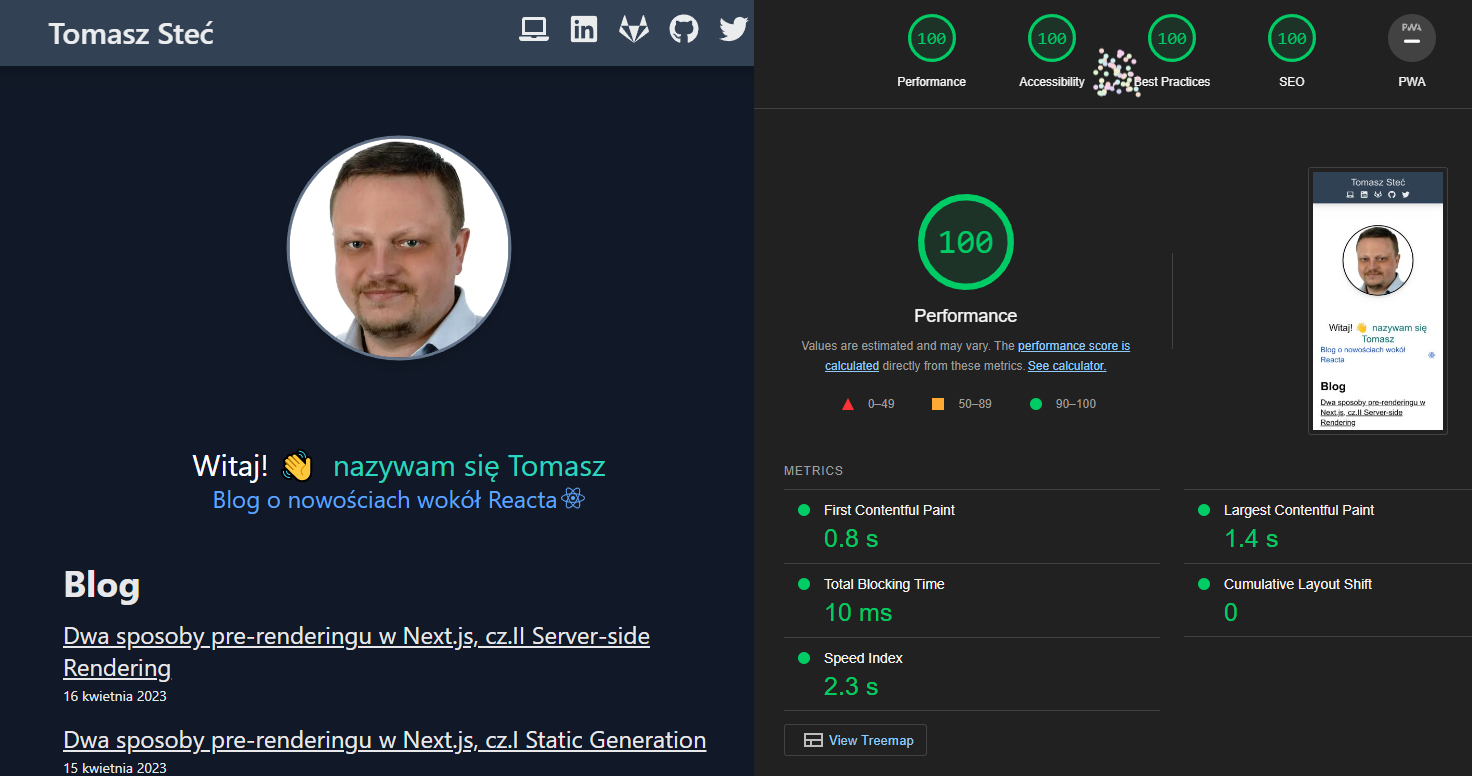 Tomasz Steć
Witaj! 👋 nazywam się Tomasz
Blog o nowościach wokół Reacta
Blog
Dwa sposoby pre-renderingu w Next.js, cz.II Server-side
Rendering
16 kwietnia 2023
Dwa sposoby pre-renderingu w Next.js, cz.I Static Generation
15 kwietnia 2023
100 100 100 100 PWA
Performance Accessibility Best Practices SEO PWA
100
Performance
Values are estimated and may vary. The performance score is
calculated directly from these metrics. See calculator.
0–49 50–89 90–100
Tomasz Steć
Witaj! 👋 nazywam się
Tomasz
Blog o nowościach wokół
Reacta
Blog
Dwa sposoby pre-renderingu w
Next.js, cz.II Server-side
Rendering
METRICS
First Contentful Paint
0.8 s
Largest Contentful Paint
1.4 s
Total Blocking Time
10 ms
Cumulative Layout Shift
0
Speed Index
2.3 s
View Treemap